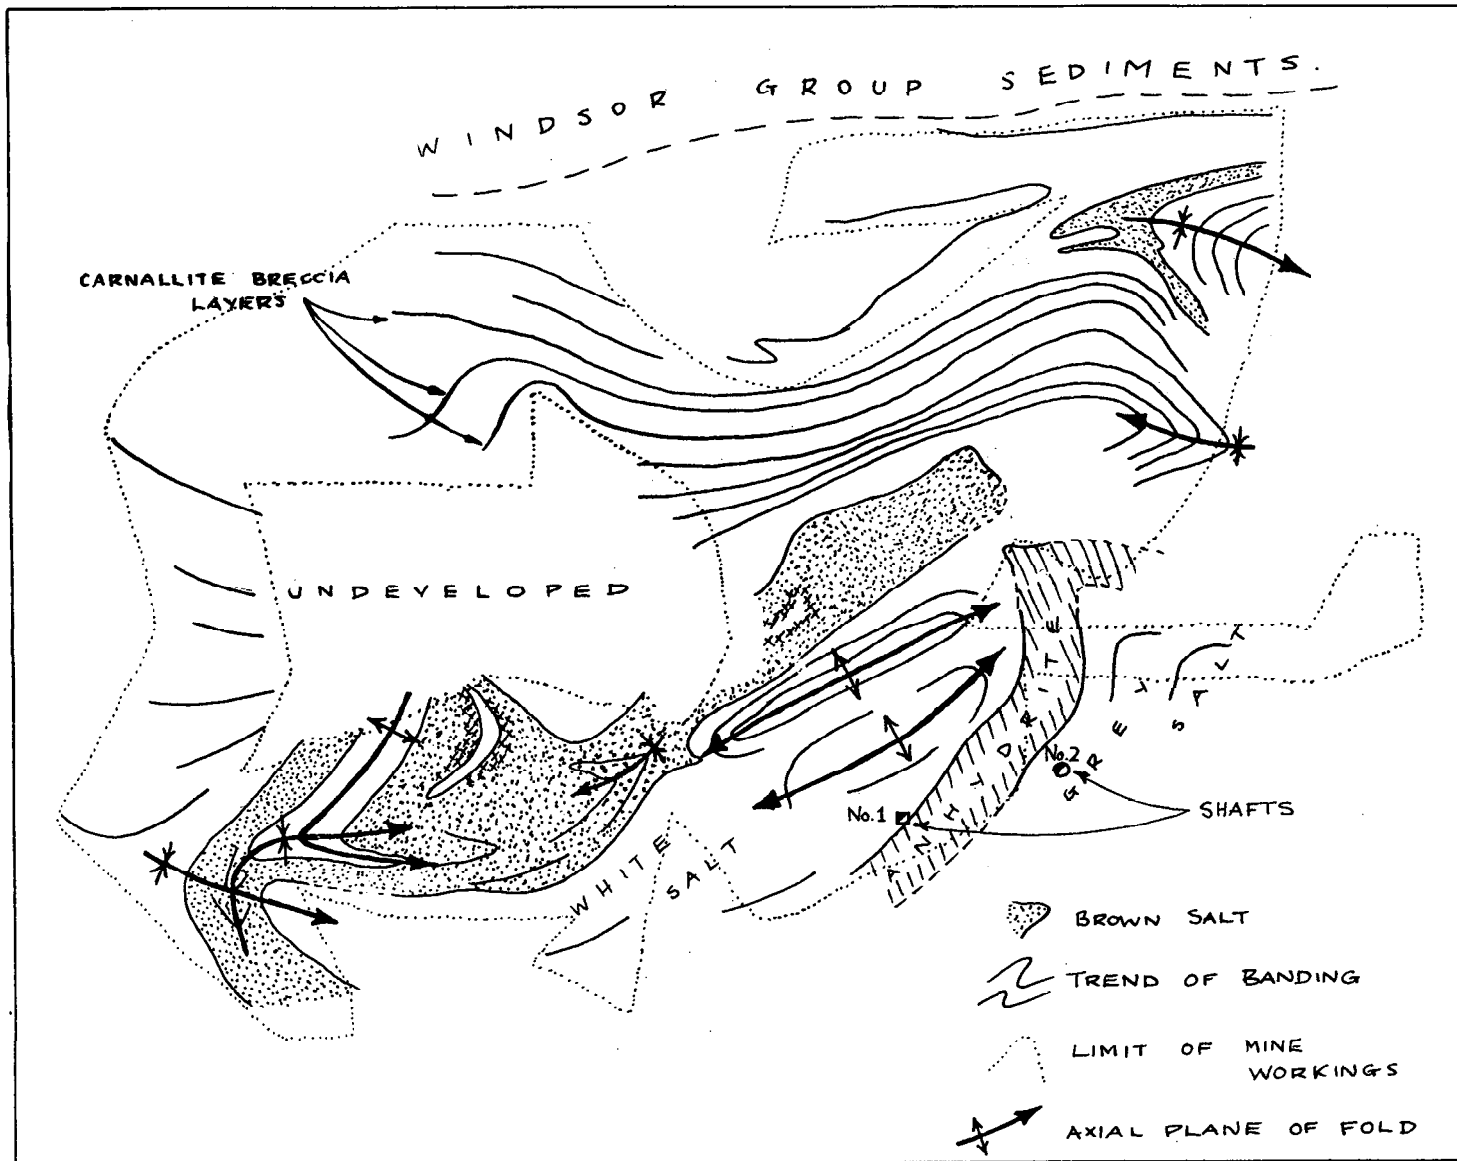 WINDSOR GROUP SEDIMENTS.
CARNALLITE BRECCIA
LAYERS
UNDEVELOPED
ANHYDRITE
GREY
SALT
No.2
No.1
SHAFTS
WHITE
SALT
BROWN SALT
TREND OF BANDING
LIMIT OF MINE
WORKINGS
AXIAL PLANE OF FOLD